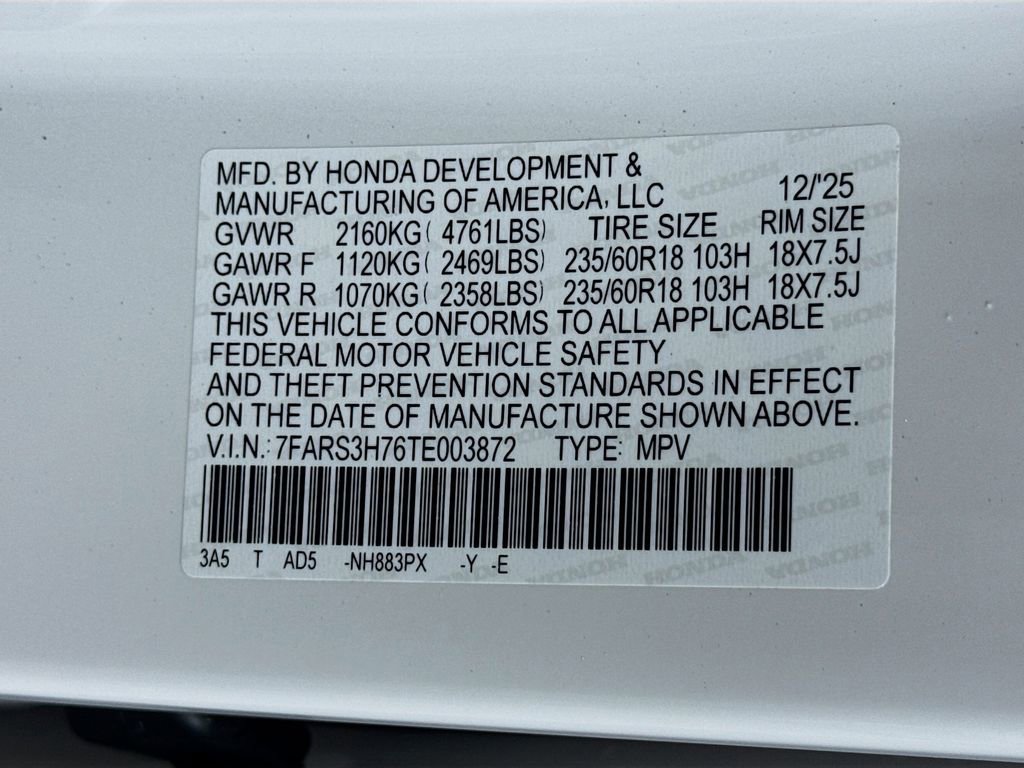 MFD. BY HONDA DEVELOPMENT &
MANUFACTURING OF AMERICA, LLC 12/'25
GVWR 2160KG( 4761LBS) TIRE SIZE RIM SIZE
GAWR F 1120KG( 2469LBS) 235/60R18 103H 18X7.5J
GAWR R 1070KG( 2358LBS) 235/60R18 103H 18X7.5J
THIS VEHICLE CONFORMS TO ALL APPLICABLE
FEDERAL MOTOR VEHICLE SAFETY
AND THEFT PREVENTION STANDARDS IN EFFECT
ON THE DATE OF MANUFACTURE SHOWN ABOVE.
V.I.N.: 7FARS3H76TE003872 TYPE: MPV
3A5 T AD5 -NH883PX -Y -E
HONDA HONDA HONDA